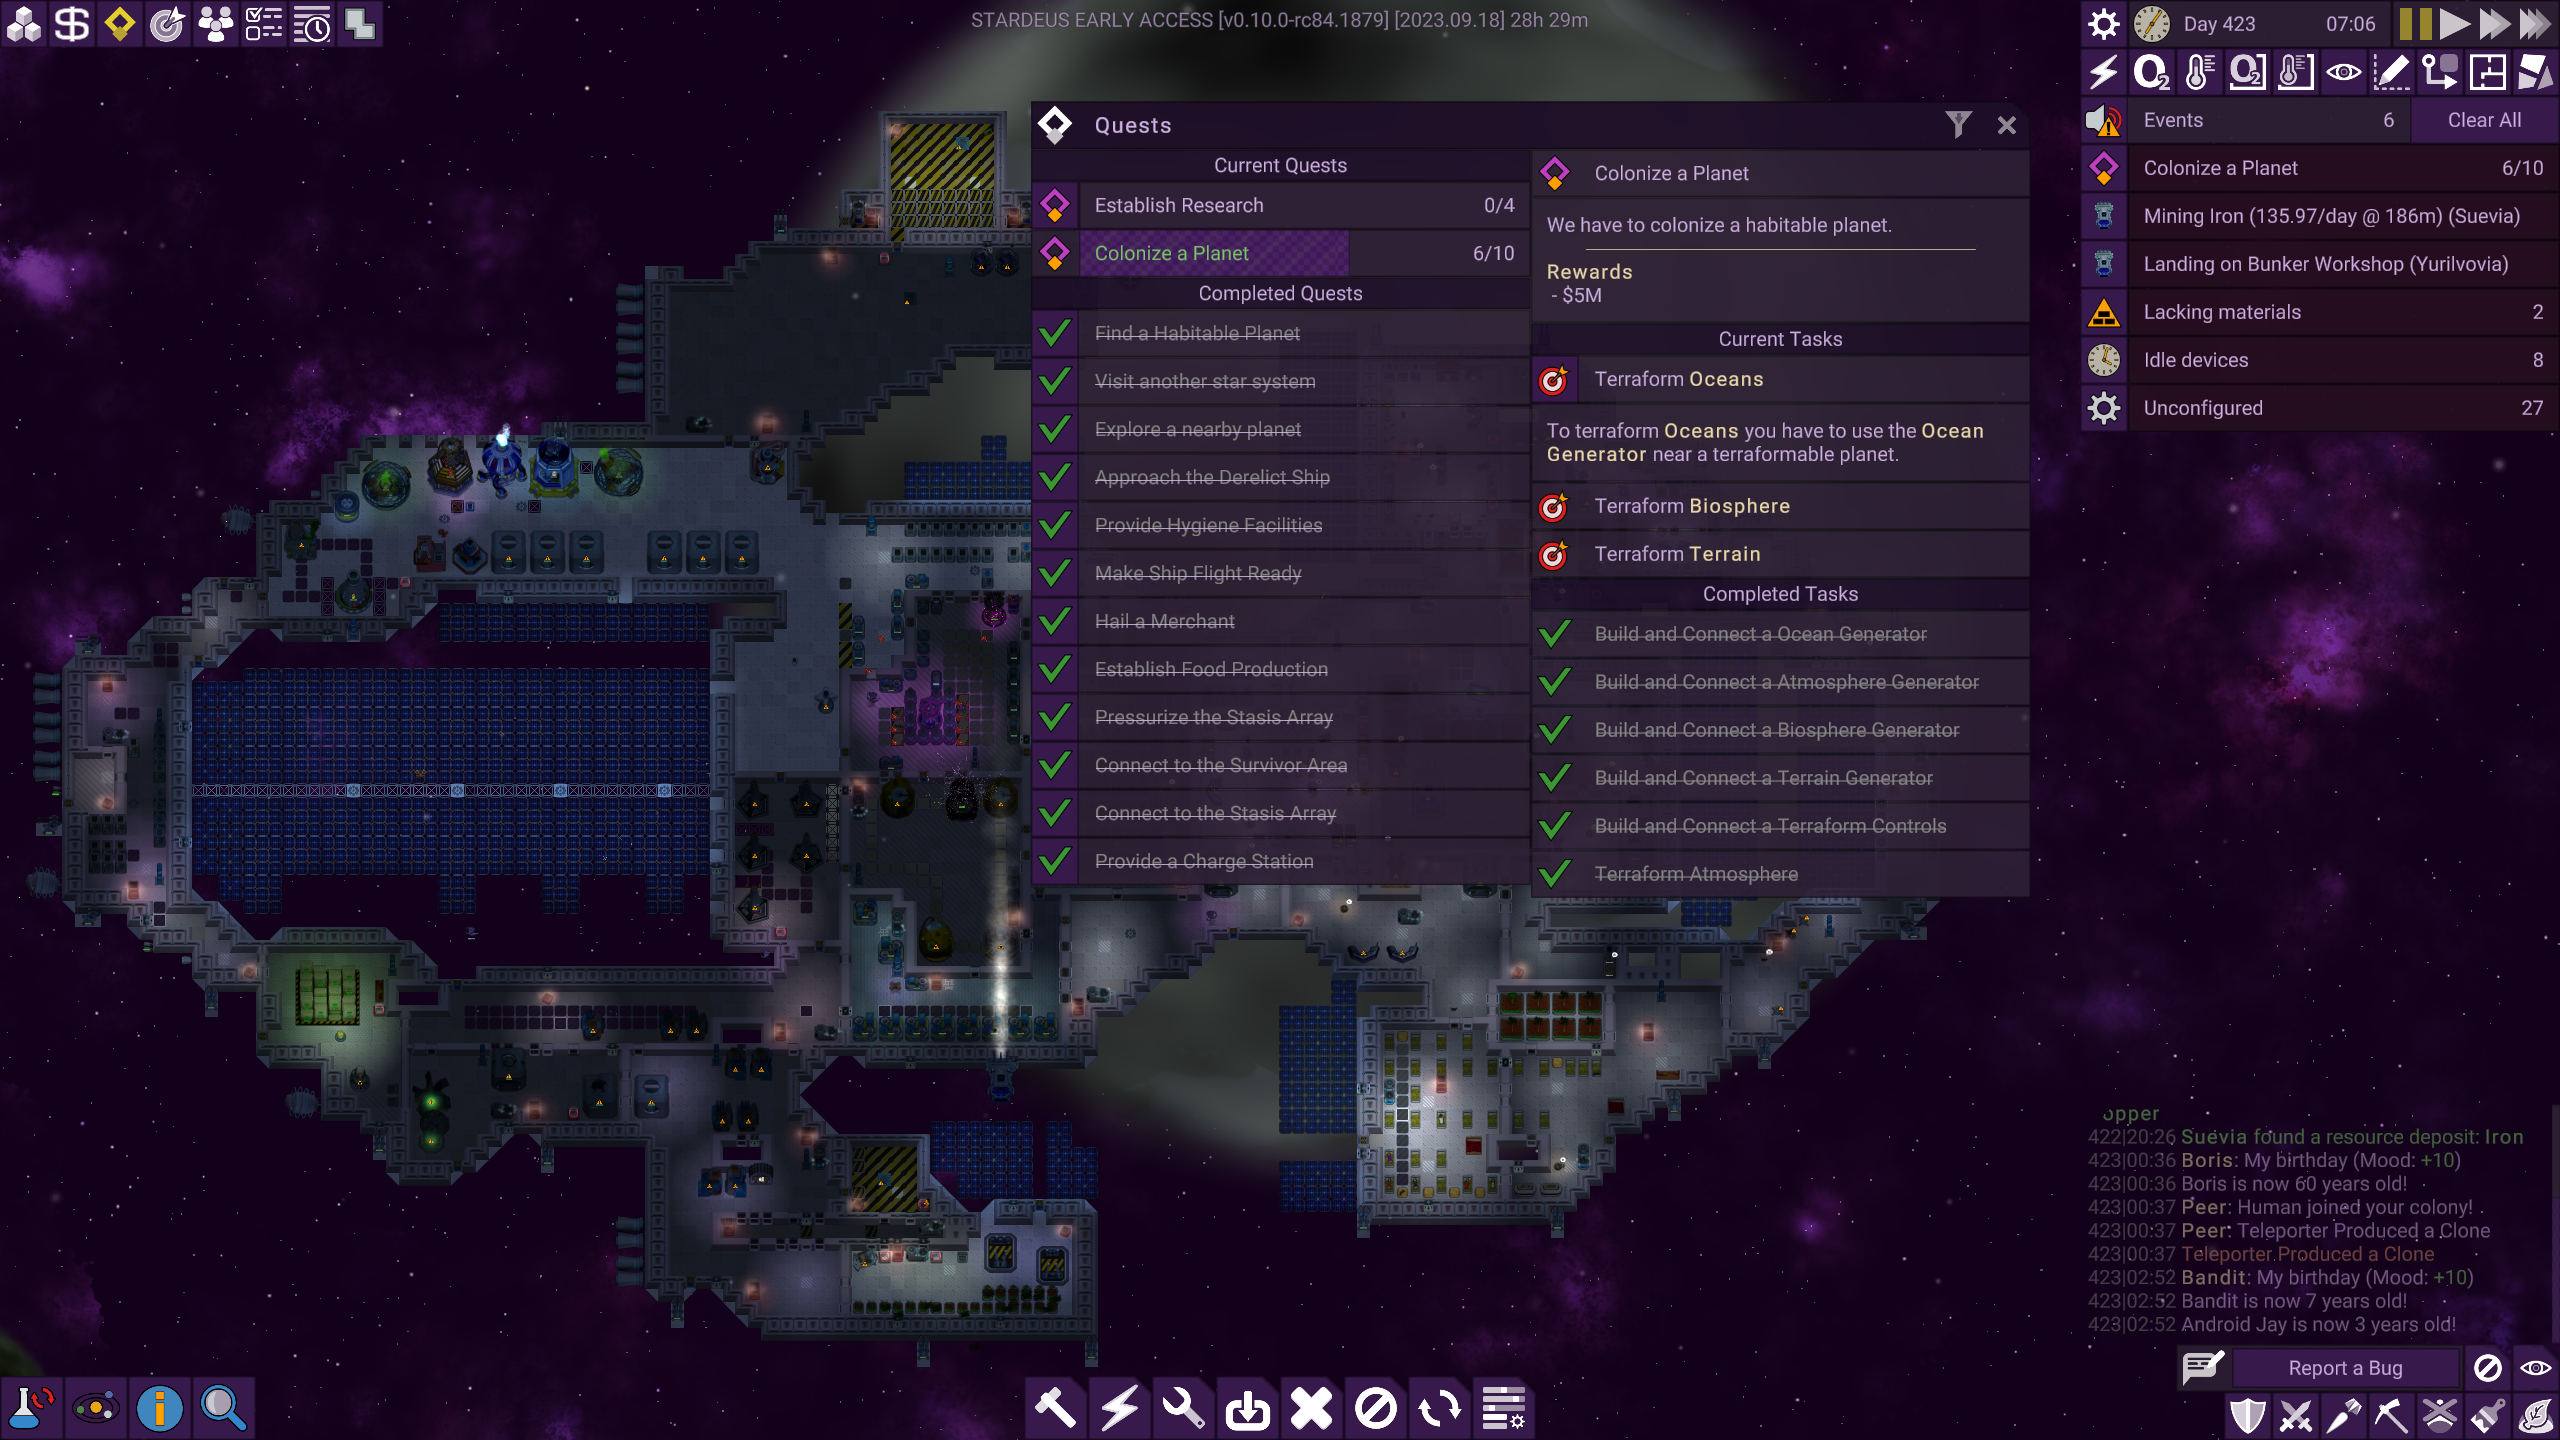 STARDEUS EARLY ACCESS [v0.10.0-rc84.1879] [2023.09.18] 28h 29m
Day 423 07:06
Events 6 Clear All
Colonize a Planet 6/10
Mining Iron (135.97/day @ 186m) (Suevia)
Landing on Bunker Workshop (Yurilvovia)
Lacking materials 2
Idle devices 8
Unconfigured 27
Quests
Current Quests
Establish Research 0/4
Colonize a Planet 6/10
Completed Quests
Find a Habitable Planet
Visit another star system
Explore a nearby planet
Approach the Derelict Ship
Provide Hygiene Facilities
Make Ship Flight Ready
Hail a Merchant
Establish Food Production
Pressurize the Stasis Array
Connect to the Survivor Area
Connect to the Stasis Array
Provide a Charge Station
Colonize a Planet
We have to colonize a habitable planet.
Rewards
- $5M
Current Tasks
Terraform Oceans
To terraform Oceans you have to use the Ocean
Generator near a terraformable planet.
Terraform Biosphere
Terraform Terrain
Completed Tasks
Build and Connect a Ocean Generator
Build and Connect a Atmosphere Generator
Build and Connect a Biosphere Generator
Build and Connect a Terrain Generator
Build and Connect a Terraform Controls
Terraform Atmosphere
opper
422|20:26 Suevia found a resource deposit: Iron
423|00:36 Boris: My birthday (Mood: +10)
423|00:36 Boris is now 60 years old!
423|00:37 Peer: Human joined your colony!
423|00:37 Peer: Teleporter Produced a Clone
423|00:37 Teleporter Produced a Clone
423|02:52 Bandit: My birthday (Mood: +10)
423|02:52 Bandit is now 7 years old!
423|02:52 Android Jay is now 3 years old!
Report a Bug